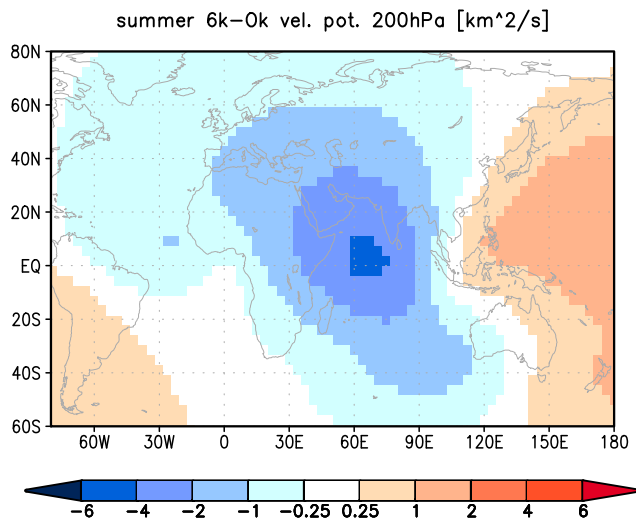 summer 6k-0k vel. pot. 200hPa [km^2/s]
80N
60N
40N
20N
EQ
20S
40S
60S
60W 30W 0 30E 60E 90E 120E 150E 180
-6 -4 -2 -1 -0.25 0.25 1 2 4 6